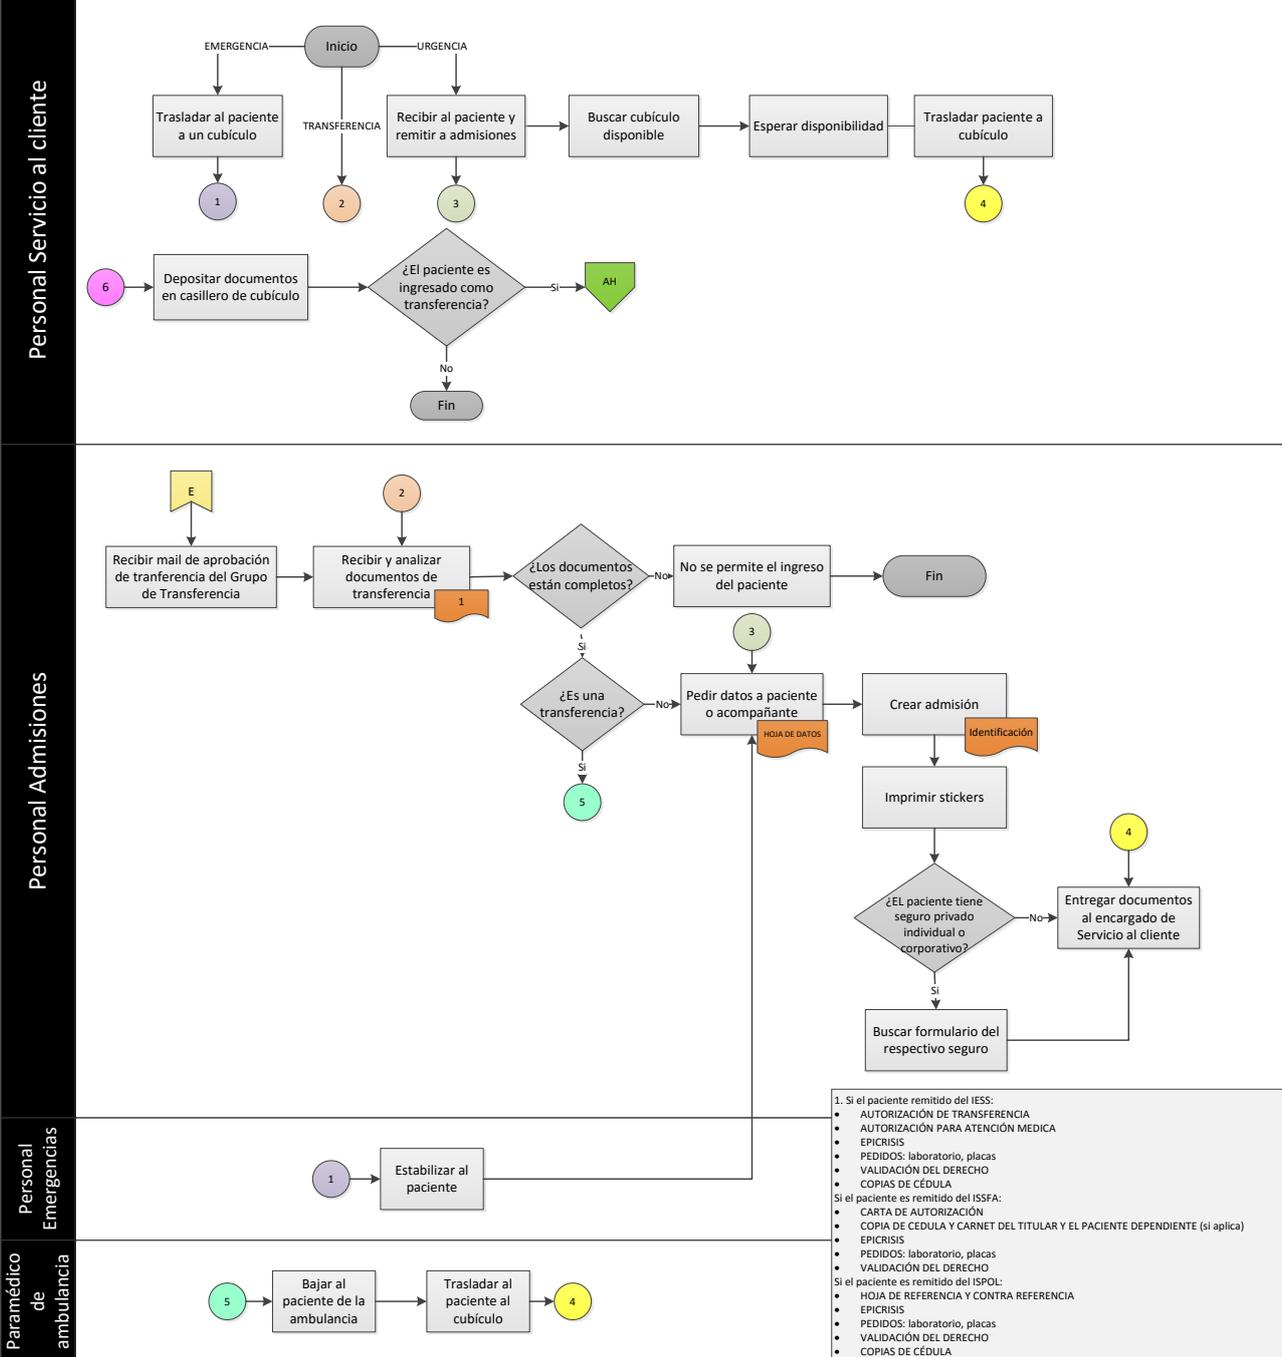 Personal Servicio al cliente
EMERGENCIA
Inicio
URGENCIA
Trasladar al paciente
a un cubículo
TRANSFERENCIA
Recibir al paciente y
remitir a admisiones
Buscar cubículo
disponible
Esperar disponibilidad
Trasladar paciente a
cubículo
1
2
3
4
6
Depositar documentos
en casillero de cubículo
¿El paciente es
ingresado como
transferencia?
Si
AH
No
Fin
Personal Admisiones
E
2
Recibir mail de aprobación
de tranferencia del Grupo
de Transferencia
Recibir y analizar
documentos de
transferencia
1
¿Los documentos
están completos?
No
No se permite el ingreso
del paciente
Fin
Si
3
¿Es una
transferencia?
No
Pedir datos a paciente
o acompañante
HOJA DE DATOS
Crear admisión
Identificación
Si
5
Imprimir stickers
4
¿EL paciente tiene
seguro privado
individual o
corporativo?
No
Entregar documentos
al encargado de
Servicio al cliente
Si
Buscar formulario del
respectivo seguro
Personal
Emergencias
1
Estabilizar al
paciente
Paramédico
de
ambulancia
5
Bajar al
paciente de la
ambulancia
Trasladar al
paciente al
cubículo
4
1. Si el paciente remitido del IESS:
• AUTORIZACIÓN DE TRANSFERENCIA
• AUTORIZACIÓN PARA ATENCIÓN MEDICA
• EPICRISIS
• PEDIDOS: laboratorio, placas
• VALIDACIÓN DEL DERECHO
• COPIAS DE CÉDULA
Si el paciente es remitido del ISSFA:
• CARTA DE AUTORIZACIÓN
• COPIA DE CEDULA Y CARNET DEL TITULAR Y EL PACIENTE DEPENDIENTE (si aplica)
• EPICRISIS
• PEDIDOS: laboratorio, placas
• VALIDACIÓN DEL DERECHO
Si el paciente es remitido del ISPOL:
• HOJA DE REFERENCIA Y CONTRA REFERENCIA
• EPICRISIS
• PEDIDOS: laboratorio, placas
• VALIDACIÓN DEL DERECHO
• COPIAS DE CÉDULA